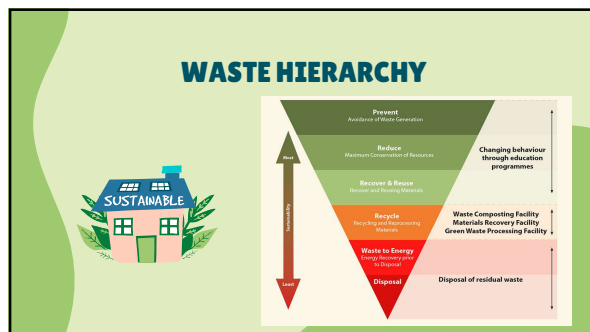 WASTE HIERARCHY
SUSTAINABLE
Most
Sustainability
Least
Prevent
Avoidance of Waste Generation
Reduce
Maximum Conservation of Resources
Recover & Reuse
Recover and Reusing Materials
Recycle
Recycling and Reprocessing
Materials
Waste to Energy
Energy Recovery prior
to Disposal
Disposal
Changing behaviour
through education
programmes
Waste Composting Facility
Materials Recovery Facility
Green Waste Processing Facility
Disposal of residual waste